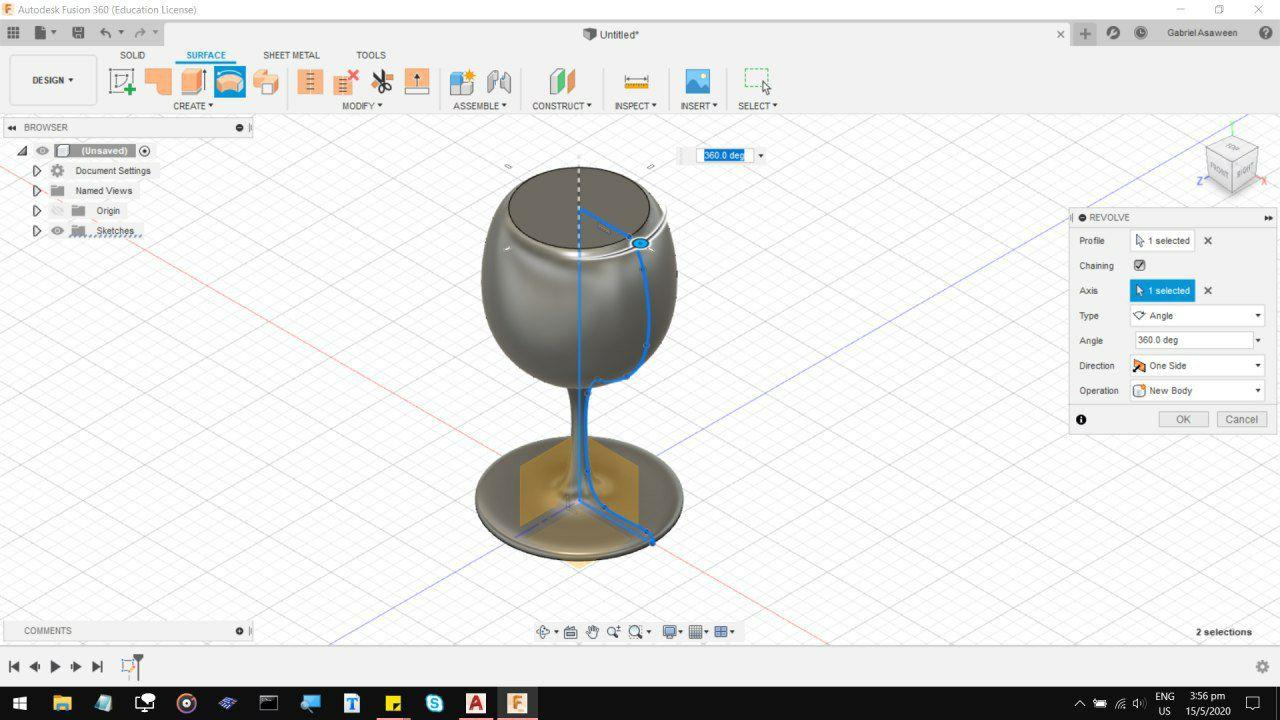 Autodesk Fusion 360 (Education License)
Untitled*
Gabriel Asaween
SOLID SURFACE SHEET METAL TOOLS
DESIGN
CREATE MODIFY ASSEMBLE CONSTRUCT INSPECT INSERT SELECT
BROWSER
(Unsaved)
Document Settings
Named Views
Origin
Sketches
360.0 deg
TOP
FRONT
RIGHT
Z
X
REVOLVE
Profile 1 selected
Chaining
Axis 1 selected
Type Angle
Angle 360.0 deg
Direction One Side
Operation New Body
OK Cancel
COMMENTS
2 selections
ENG
US
3:56 pm
15/5/2020